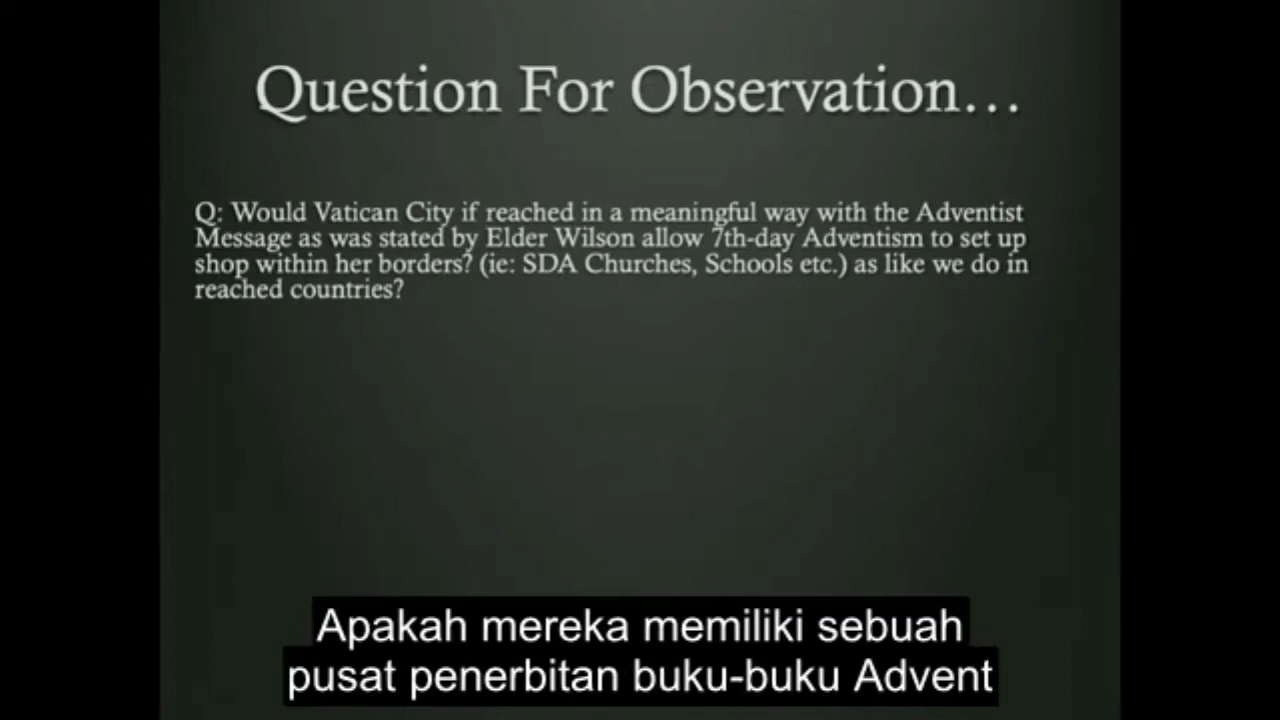 Question For Observation...
Q: Would Vatican City if reached in a meaningful way with the Adventist
Message as was stated by Elder Wilson allow 7th-day Adventism to set up
shop within her borders? (ie: SDA Churches, Schools etc.) as like we do in
reached countries?
Apakah mereka memiliki sebuah
pusat penerbitan buku-buku Advent